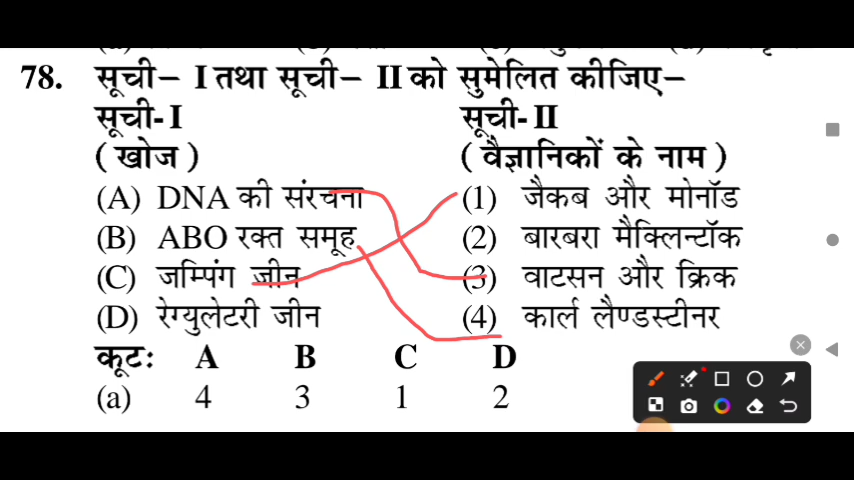 78. सूची– I तथा सूची– II को सुमेलित कीजिए–
सूची-I सूची-II
(खोज) (वैज्ञानिकों के नाम)
(A) DNA की संरचना (1) जैकब और मोनॉड
(B) ABO रक्त समूह (2) बारबरा मैक्लिन्टॉक
(C) जम्पिंग जीन (3) वाटसन और क्रिक
(D) रेग्युलेटरी जीन (4) कार्ल लैण्डस्टीनर
कूटः A B C D
(a) 4 3 1 2